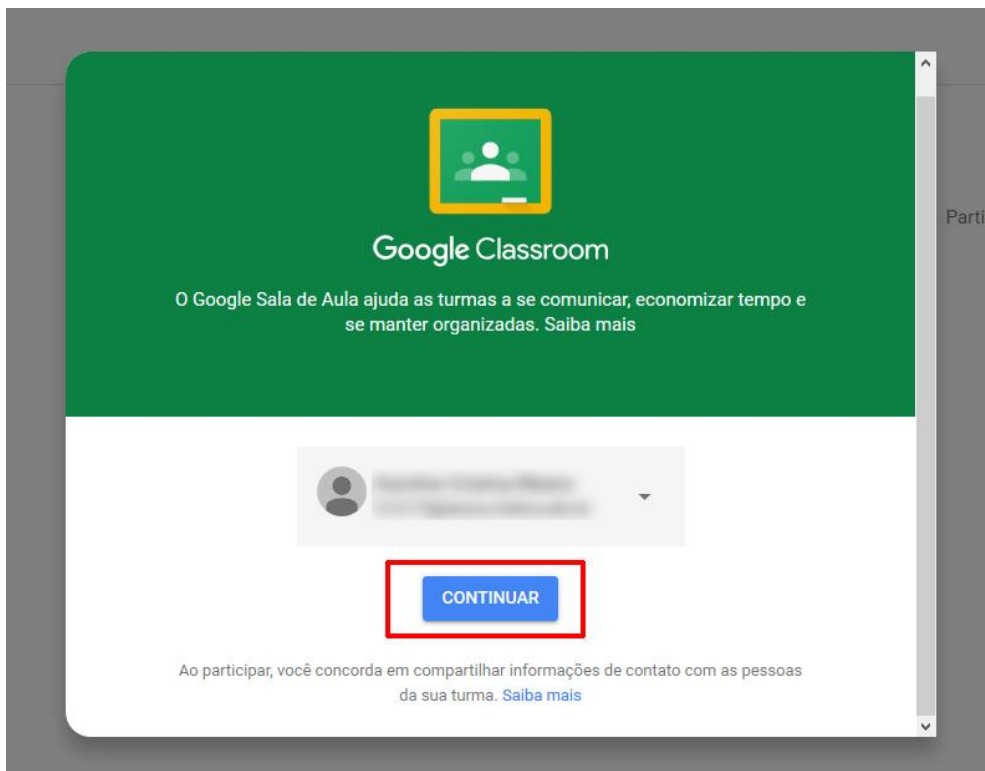 Parti
Google Classroom
O Google Sala de Aula ajuda as turmas a se comunicar, economizar tempo e
se manter organizadas. Saiba mais
CONTINUAR
Ao participar, você concorda em compartilhar informações de contato com as pessoas
da sua turma. Saiba mais